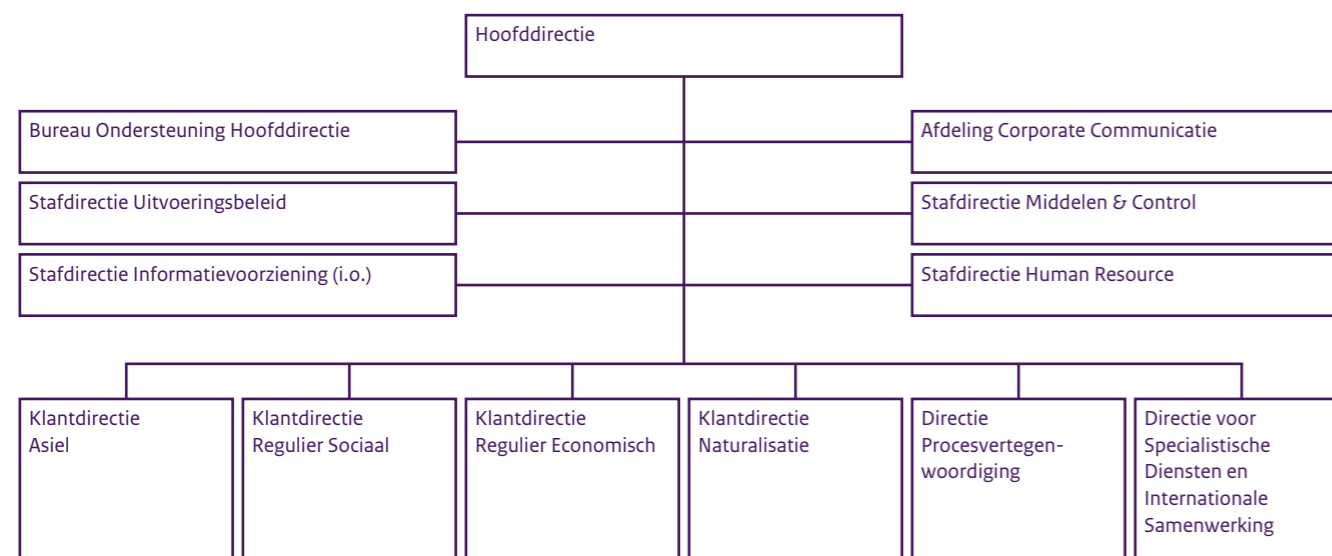 Hoofddirectie
Bureau Ondersteuning Hoofddirectie
Afdeling Corporate Communicatie
Stafdirectie Uitvoeringsbeleid
Stafdirectie Middelen & Control
Stafdirectie Informatievoorziening (i.o.)
Stafdirectie Human Resource
Klantdirectie
Asiel
Klantdirectie
Regulier Sociaal
Klantdirectie
Regulier Economisch
Klantdirectie
Naturalisatie
Directie
Procesvertegen-
woordiging
Directie voor
Specialistische
Diensten en
Internationale
Samenwerking